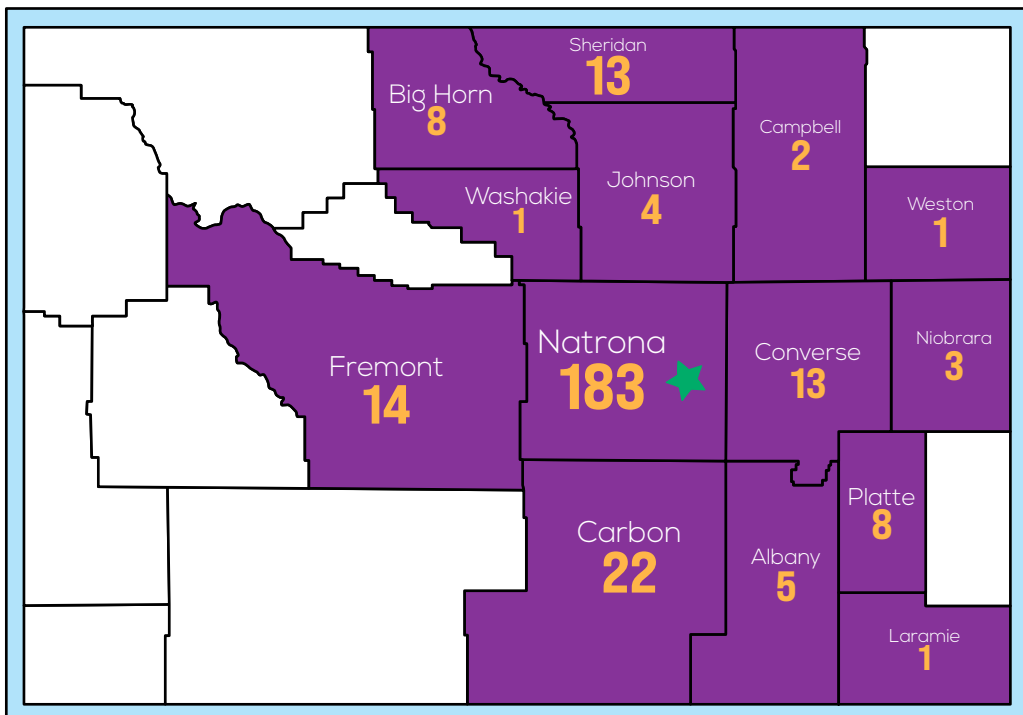 Sheridan
13
Big Horn
8
Campbell
2
Washakie
1
Johnson
4
Weston
1
Natrona
183
Converse
13
Niobrara
3
Fremont
14
Carbon
22
Platte
8
Albany
5
Laramie
1